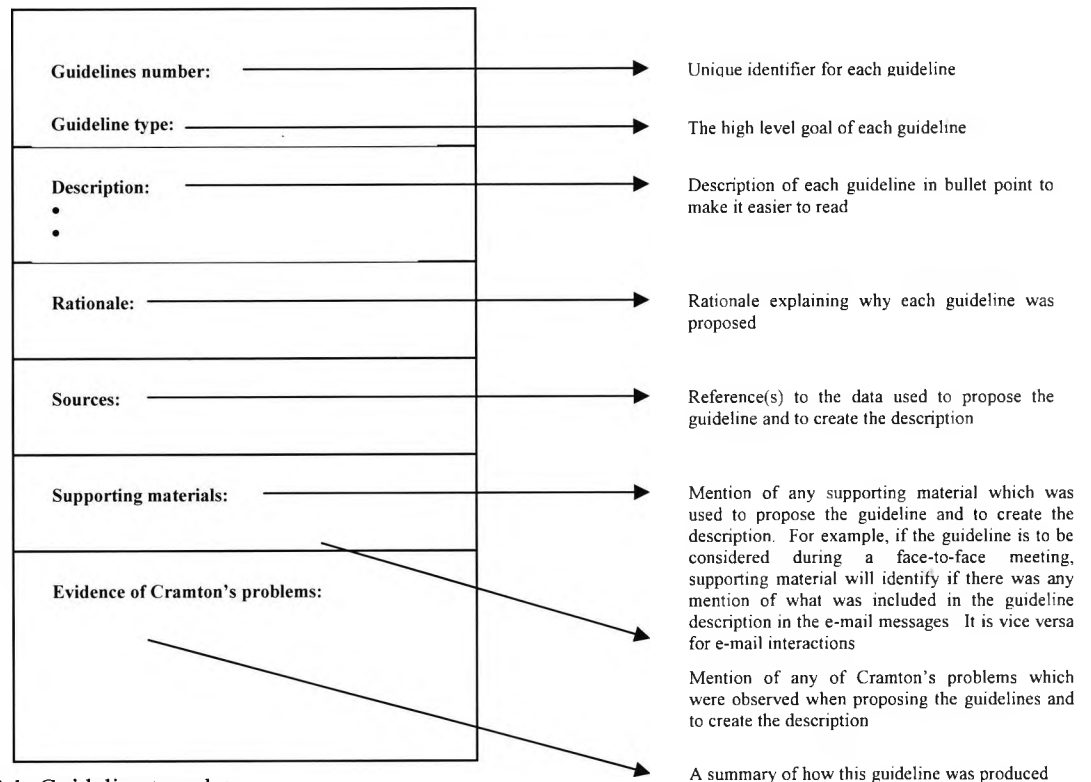 Guidelines number:
Unique identifier for each guideline
Guideline type:
The high level goal of each guideline
Description:
•
•
Description of each guideline in bullet point to
make it easier to read
Rationale:
Rationale explaining why each guideline was
proposed
Sources:
Reference(s) to the data used to propose the
guideline and to create the description
Supporting materials:
Mention of any supporting material which was
used to propose the guideline and to create the
description. For example, if the guideline is to be
considered during a face-to-face meeting,
supporting material will identify if there was any
mention of what was included in the guideline
description in the e-mail messages It is vice versa
for e-mail interactions
Evidence of Cramton's problems:
Mention of any of Cramton's problems which
were observed when proposing the guidelines and
to create the description
A summary of how this guideline was produced